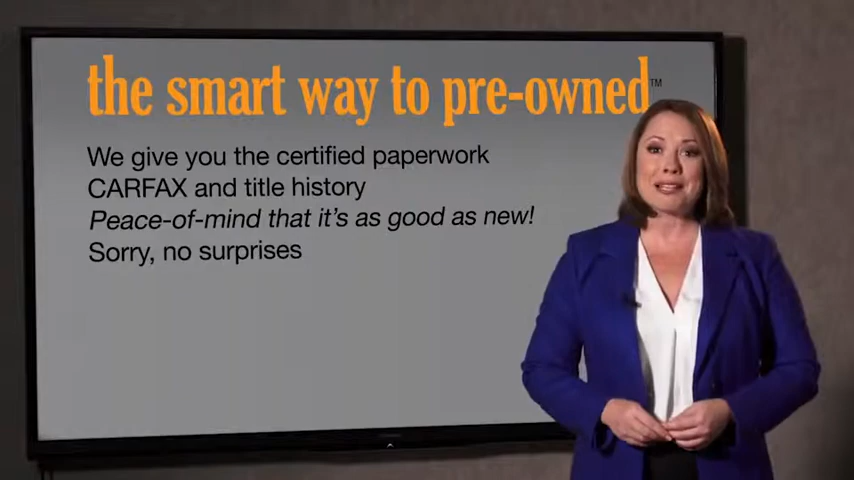 the smart way to pre-owned™
We give you the certified paperwork
CARFAX and title history
Peace-of-mind that it's as good as new!
Sorry, no surprises